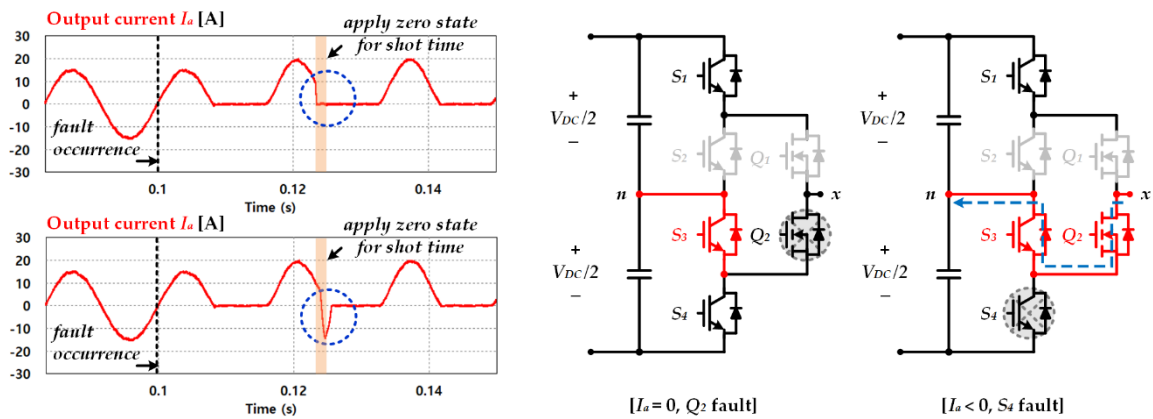 Output current Ia [A]
apply zero state
for shot time
30
20
10
0
-10
-20
-30
fault
occurrence
0.1
0.12
0.14
Time (s)
Output current Ia [A]
apply zero state
for shot time
30
20
10
0
-10
-20
-30
fault
occurrence
0.1
0.12
0.14
Time (s)
+
VDC/2
−
n
+
VDC/2
−
S1
S2
Q1
x
S3
Q2
S4
[Ia = 0, Q2 fault]
+
VDC/2
−
n
+
VDC/2
−
S1
S2
Q1
x
S3
Q2
S4
[Ia < 0, S4 fault]